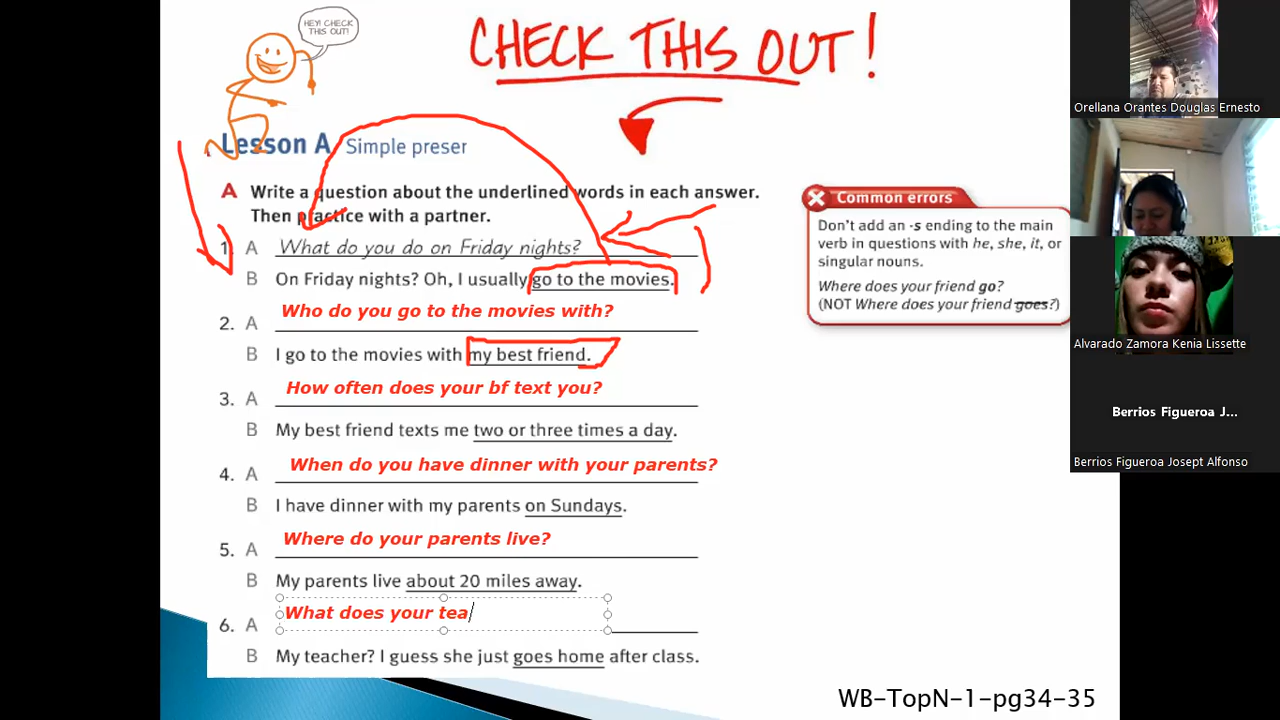 HEY! CHECK
THIS OUT!
CHECK THIS OUT!
Lesson A Simple preser
A Write a question about the underlined words in each answer.
Then practice with a partner.
1. A What do you do on Friday nights?
B On Friday nights? Oh, I usually go to the movies.
2. A Who do you go to the movies with?
B I go to the movies with my best friend.
3. A How often does your bf text you?
B My best friend texts me two or three times a day.
4. A When do you have dinner with your parents?
B I have dinner with my parents on Sundays.
5. A Where do your parents live?
B My parents live about 20 miles away.
6. A What does your tea
B My teacher? I guess she just goes home after class.
Common errors
Don't add an -s ending to the main
verb in questions with he, she, it, or
singular nouns.
Where does your friend go?
(NOT Where does your friend goes?)
WB-TopN-1-pg34-35
Orellana Orantes Douglas Ernesto
Alvarado Zamora Kenia Lissette
Berrios Figueroa J...
Berrios Figueroa Josept Alfonso